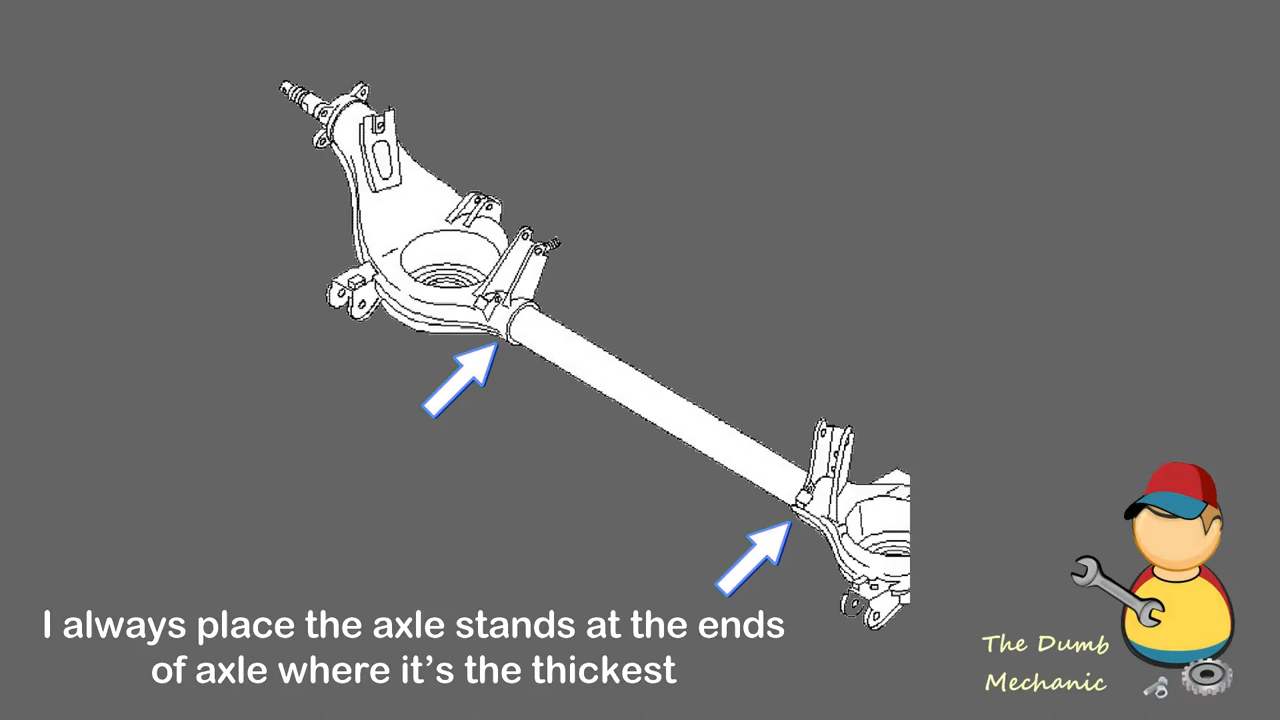 I always place the axle stands at the ends
of axle where it's the thickest
The Dumb
Mechanic